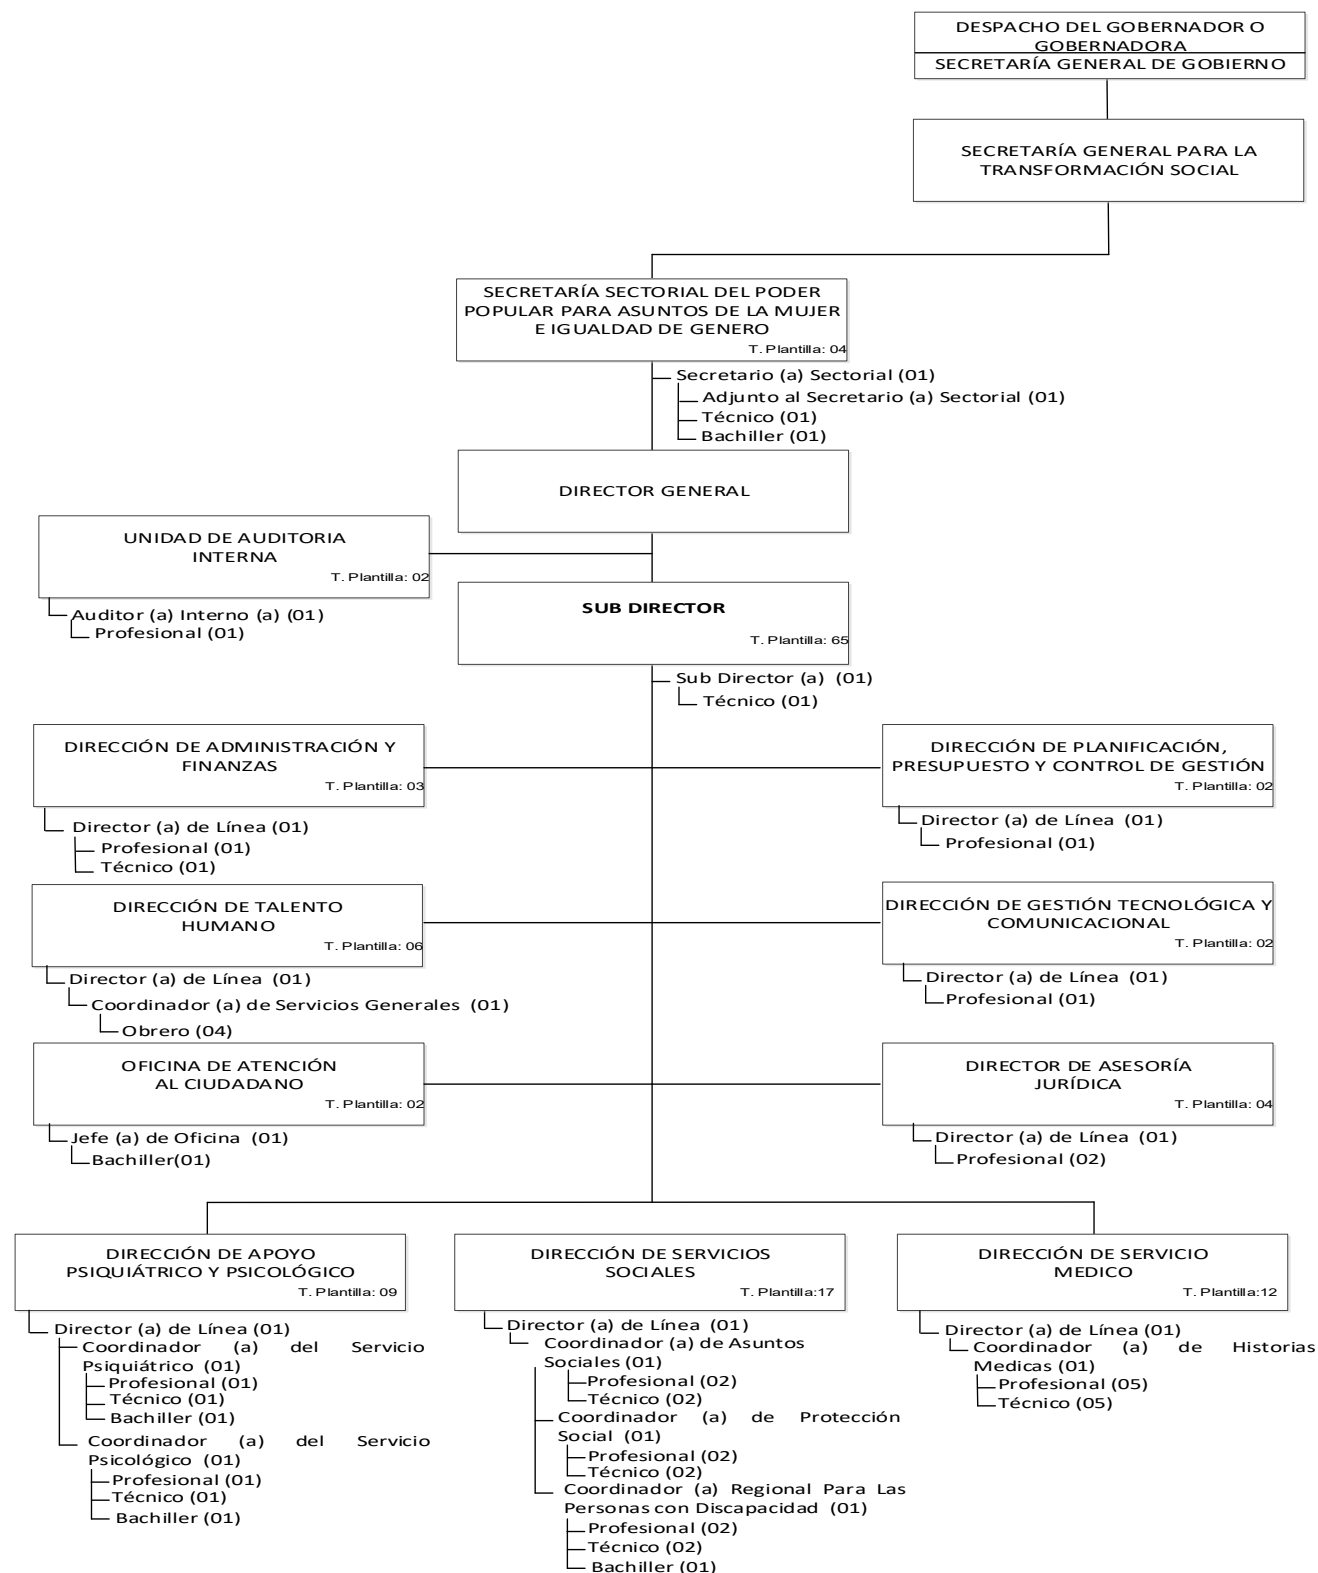 DESPACHO DEL GOBERNADOR O
GOBERNADORA
SECRETARÍA GENERAL DE GOBIERNO
SECRETARÍA GENERAL PARA LA
TRANSFORMACIÓN SOCIAL
SECRETARÍA SECTORIAL DEL PODER
POPULAR PARA ASUNTOS DE LA MUJER
E IGUALDAD DE GENERO
T. Plantilla: 04
Secretario (a) Sectorial (01)
Adjunto al Secretario (a) Sectorial (01)
Técnico (01)
Bachiller (01)
DIRECTOR GENERAL
UNIDAD DE AUDITORIA
INTERNA
T. Plantilla: 02
Auditor (a) Interno (a) (01)
Profesional (01)
SUB DIRECTOR
T. Plantilla: 65
Sub Director (a) (01)
Técnico (01)
DIRECCIÓN DE ADMINISTRACIÓN Y
FINANZAS
T. Plantilla: 03
Director (a) de Línea (01)
Profesional (01)
Técnico (01)
DIRECCIÓN DE PLANIFICACIÓN,
PRESUPUESTO Y CONTROL DE GESTIÓN
T. Plantilla: 02
Director (a) de Línea (01)
Profesional (01)
DIRECCIÓN DE TALENTO
HUMANO
T. Plantilla: 06
Director (a) de Línea (01)
Coordinador (a) de Servicios Generales (01)
Obrero (04)
DIRECCIÓN DE GESTIÓN TECNOLÓGICA Y
COMUNICACIONAL
T. Plantilla: 02
Director (a) de Línea (01)
Profesional (01)
OFICINA DE ATENCIÓN
AL CIUDADANO
T. Plantilla: 02
Jefe (a) de Oficina (01)
Bachiller(01)
DIRECTOR DE ASESORÍA
JURÍDICA
T. Plantilla: 04
Director (a) de Línea (01)
Profesional (02)
DIRECCIÓN DE APOYO
PSIQUIÁTRICO Y PSICOLÓGICO
T. Plantilla: 09
Director (a) de Línea (01)
Coordinador (a) del Servicio
Psiquiátrico (01)
Profesional (01)
Técnico (01)
Bachiller (01)
Coordinador (a) del Servicio
Psicológico (01)
Profesional (01)
Técnico (01)
Bachiller (01)
DIRECCIÓN DE SERVICIOS
SOCIALES
T. Plantilla:17
Director (a) de Línea (01)
Coordinador (a) de Asuntos
Sociales (01)
Profesional (02)
Técnico (02)
Coordinador (a) de Protección
Social (01)
Profesional (02)
Técnico (02)
Coordinador (a) Regional Para Las
Personas con Discapacidad (01)
Profesional (02)
Técnico (02)
Bachiller (01)
DIRECCIÓN DE SERVICIO
MEDICO
T. Plantilla:12
Director (a) de Línea (01)
Coordinador (a) de Historias
Medicas (01)
Profesional (05)
Técnico (05)